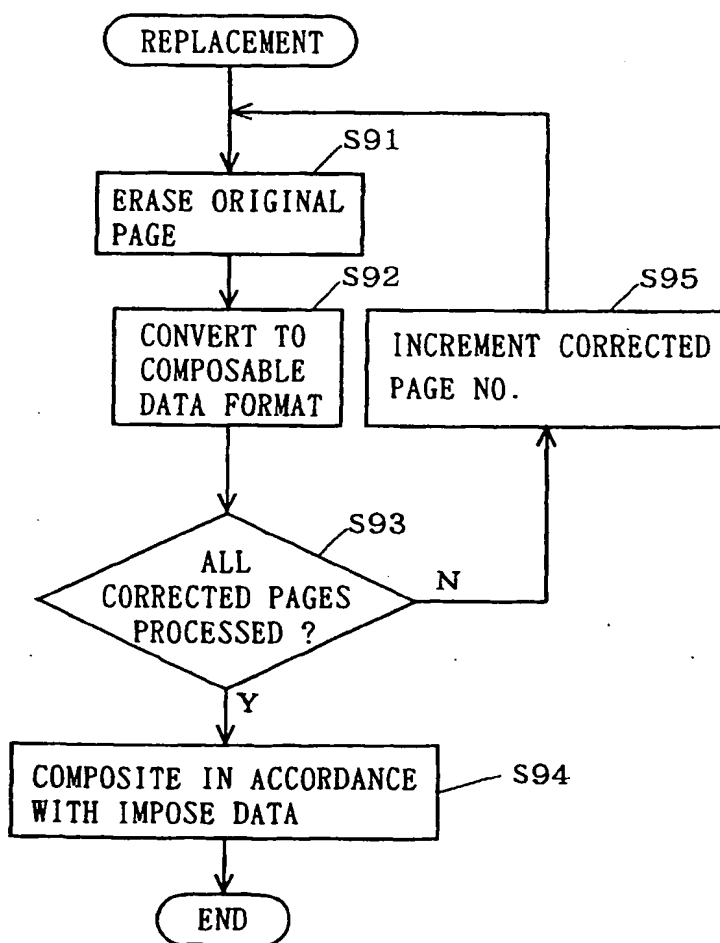 REPLACEMENT
S91
ERASE ORIGINAL
PAGE
S92
CONVERT TO
COMPOSABLE
DATA FORMAT
S95
INCREMENT CORRECTED
PAGE NO.
S93
ALL
CORRECTED PAGES
PROCESSED ?
N
Y
COMPOSITE IN ACCORDANCE
WITH IMPOSE DATA
S94
END